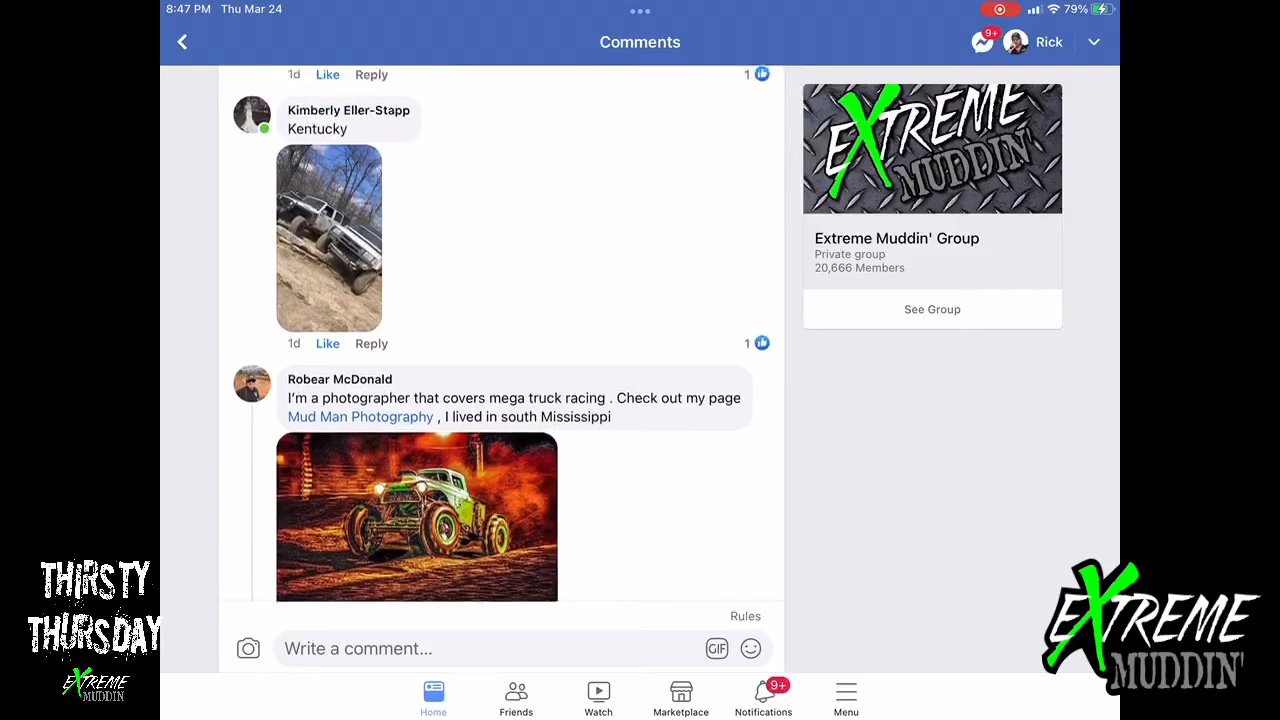 8:47 PM Thu Mar 24
79%
Comments
9+
Rick
1d Like Reply
1
Kimberly Eller-Stapp
Kentucky
1d Like Reply
1
Robear McDonald
I'm a photographer that covers mega truck racing . Check out my page
Mud Man Photography , I lived in south Mississippi
Rules
Write a comment...
GIF
Home
Friends
Watch
Marketplace
9+
Notifications
Menu
EXTREME
MUDDIN'
Extreme Muddin' Group
Private group
20,666 Members
See Group
THIRSTY
THURSDAY
EXTREME
MUDDIN'
EXTREME
MUDDIN'